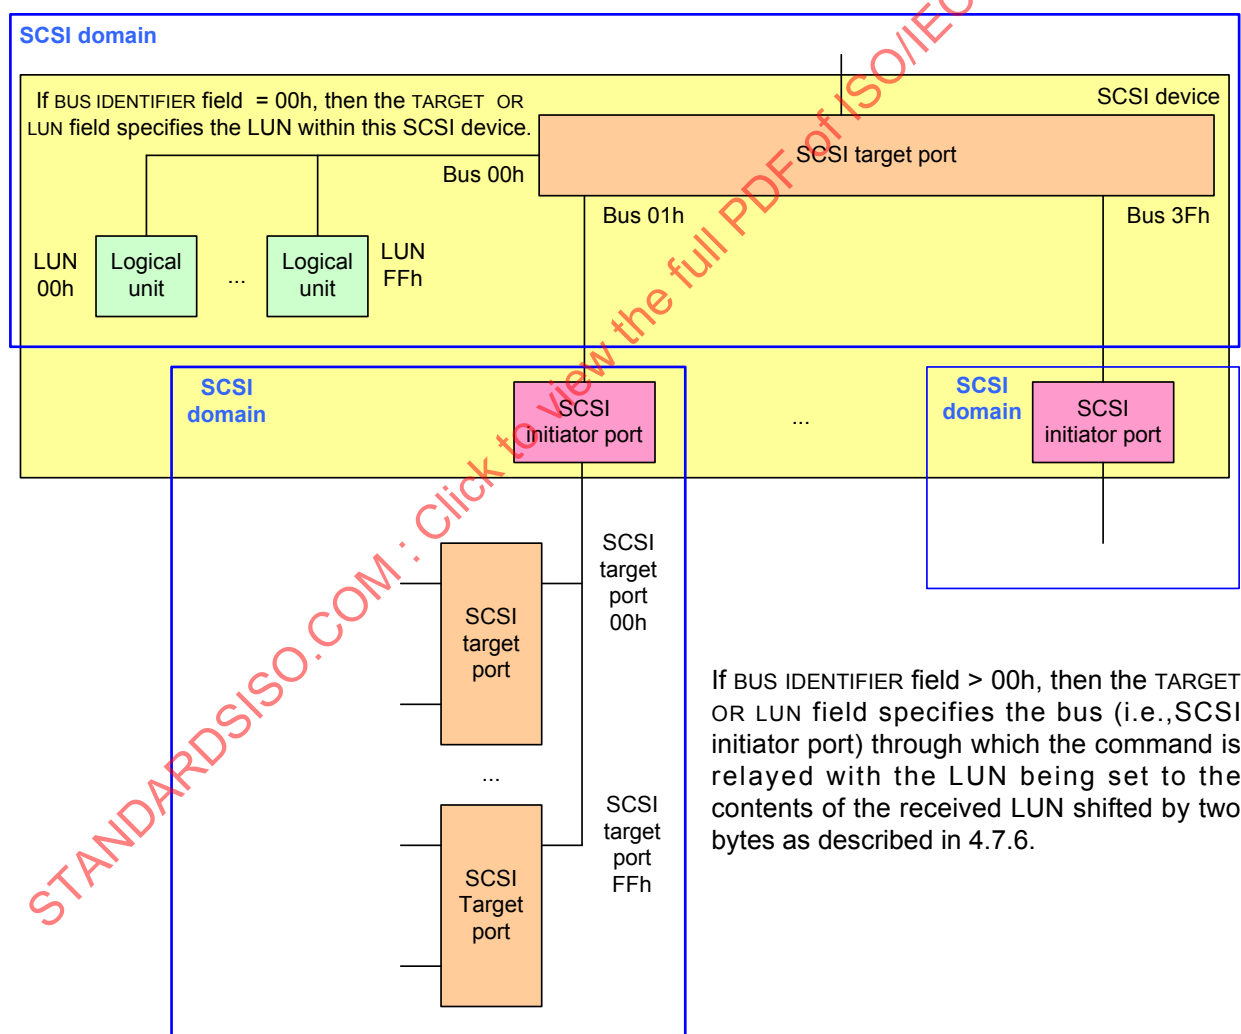 SCSI domain
SCSI device
If BUS IDENTIFIER field = 00h, then the TARGET OR
LUN field specifies the LUN within this SCSI device.
SCSI target port
Bus 00h
Bus 01h
Bus 3Fh
LUN
00h
Logical
unit
...
Logical
unit
LUN
FFh
SCSI
domain
SCSI
initiator port
...
SCSI
domain
SCSI
initiator port
SCSI
target
port
00h
SCSI
target
port
...
SCSI
target
port
FFh
SCSI
Target
port
If BUS IDENTIFIER field > 00h, then the TARGET
OR LUN field specifies the bus (i.e.,SCSI
initiator port) through which the command is
relayed with the LUN being set to the
contents of the received LUN shifted by two
bytes as described in 4.7.6.
STANDARDSISO.COM : Click to view the full PDF of ISO/IEC